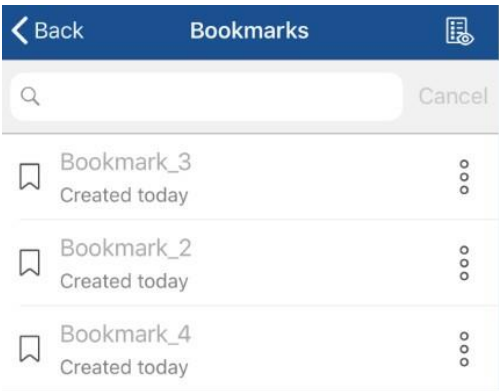 Back
Bookmarks
Cancel
Bookmark_3
Created today
Bookmark_2
Created today
Bookmark_4
Created today